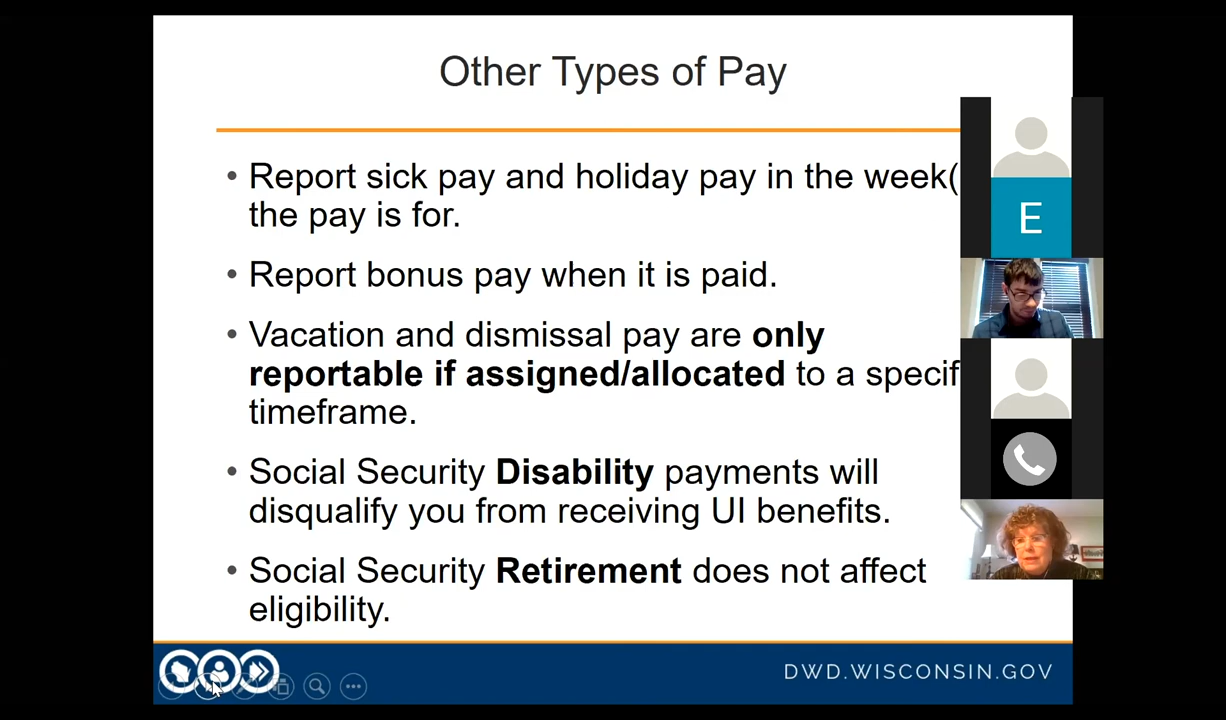 Other Types of Pay
• Report sick pay and holiday pay in the week(
the pay is for.
• Report bonus pay when it is paid.
• Vacation and dismissal pay are only
reportable if assigned/allocated to a specif
timeframe.
• Social Security Disability payments will
disqualify you from receiving UI benefits.
• Social Security Retirement does not affect
eligibility.
E
DWD.WISCONSIN.GOV